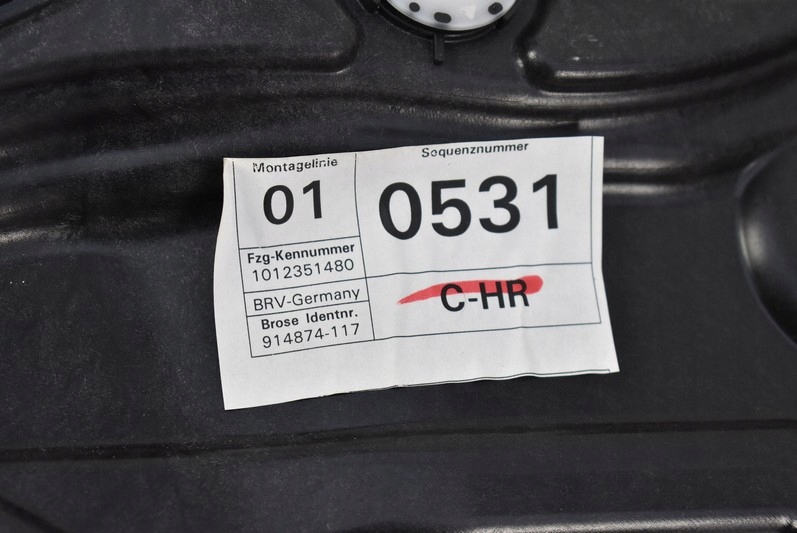 Montagelinie
01
Sequenznummer
0531
Fzg-Kennummer
1012351480
BRV-Germany
Brose Identnr.
914874-117
C-HR